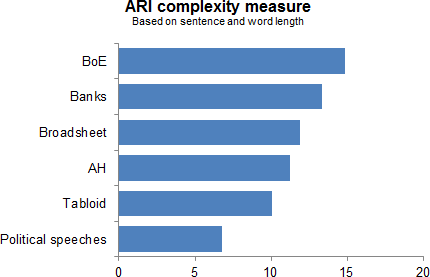 ARI complexity measure
Based on sentence and word length
BoE
Banks
Broadsheet
AH
Tabloid
Political speeches
0 5 10 15 20